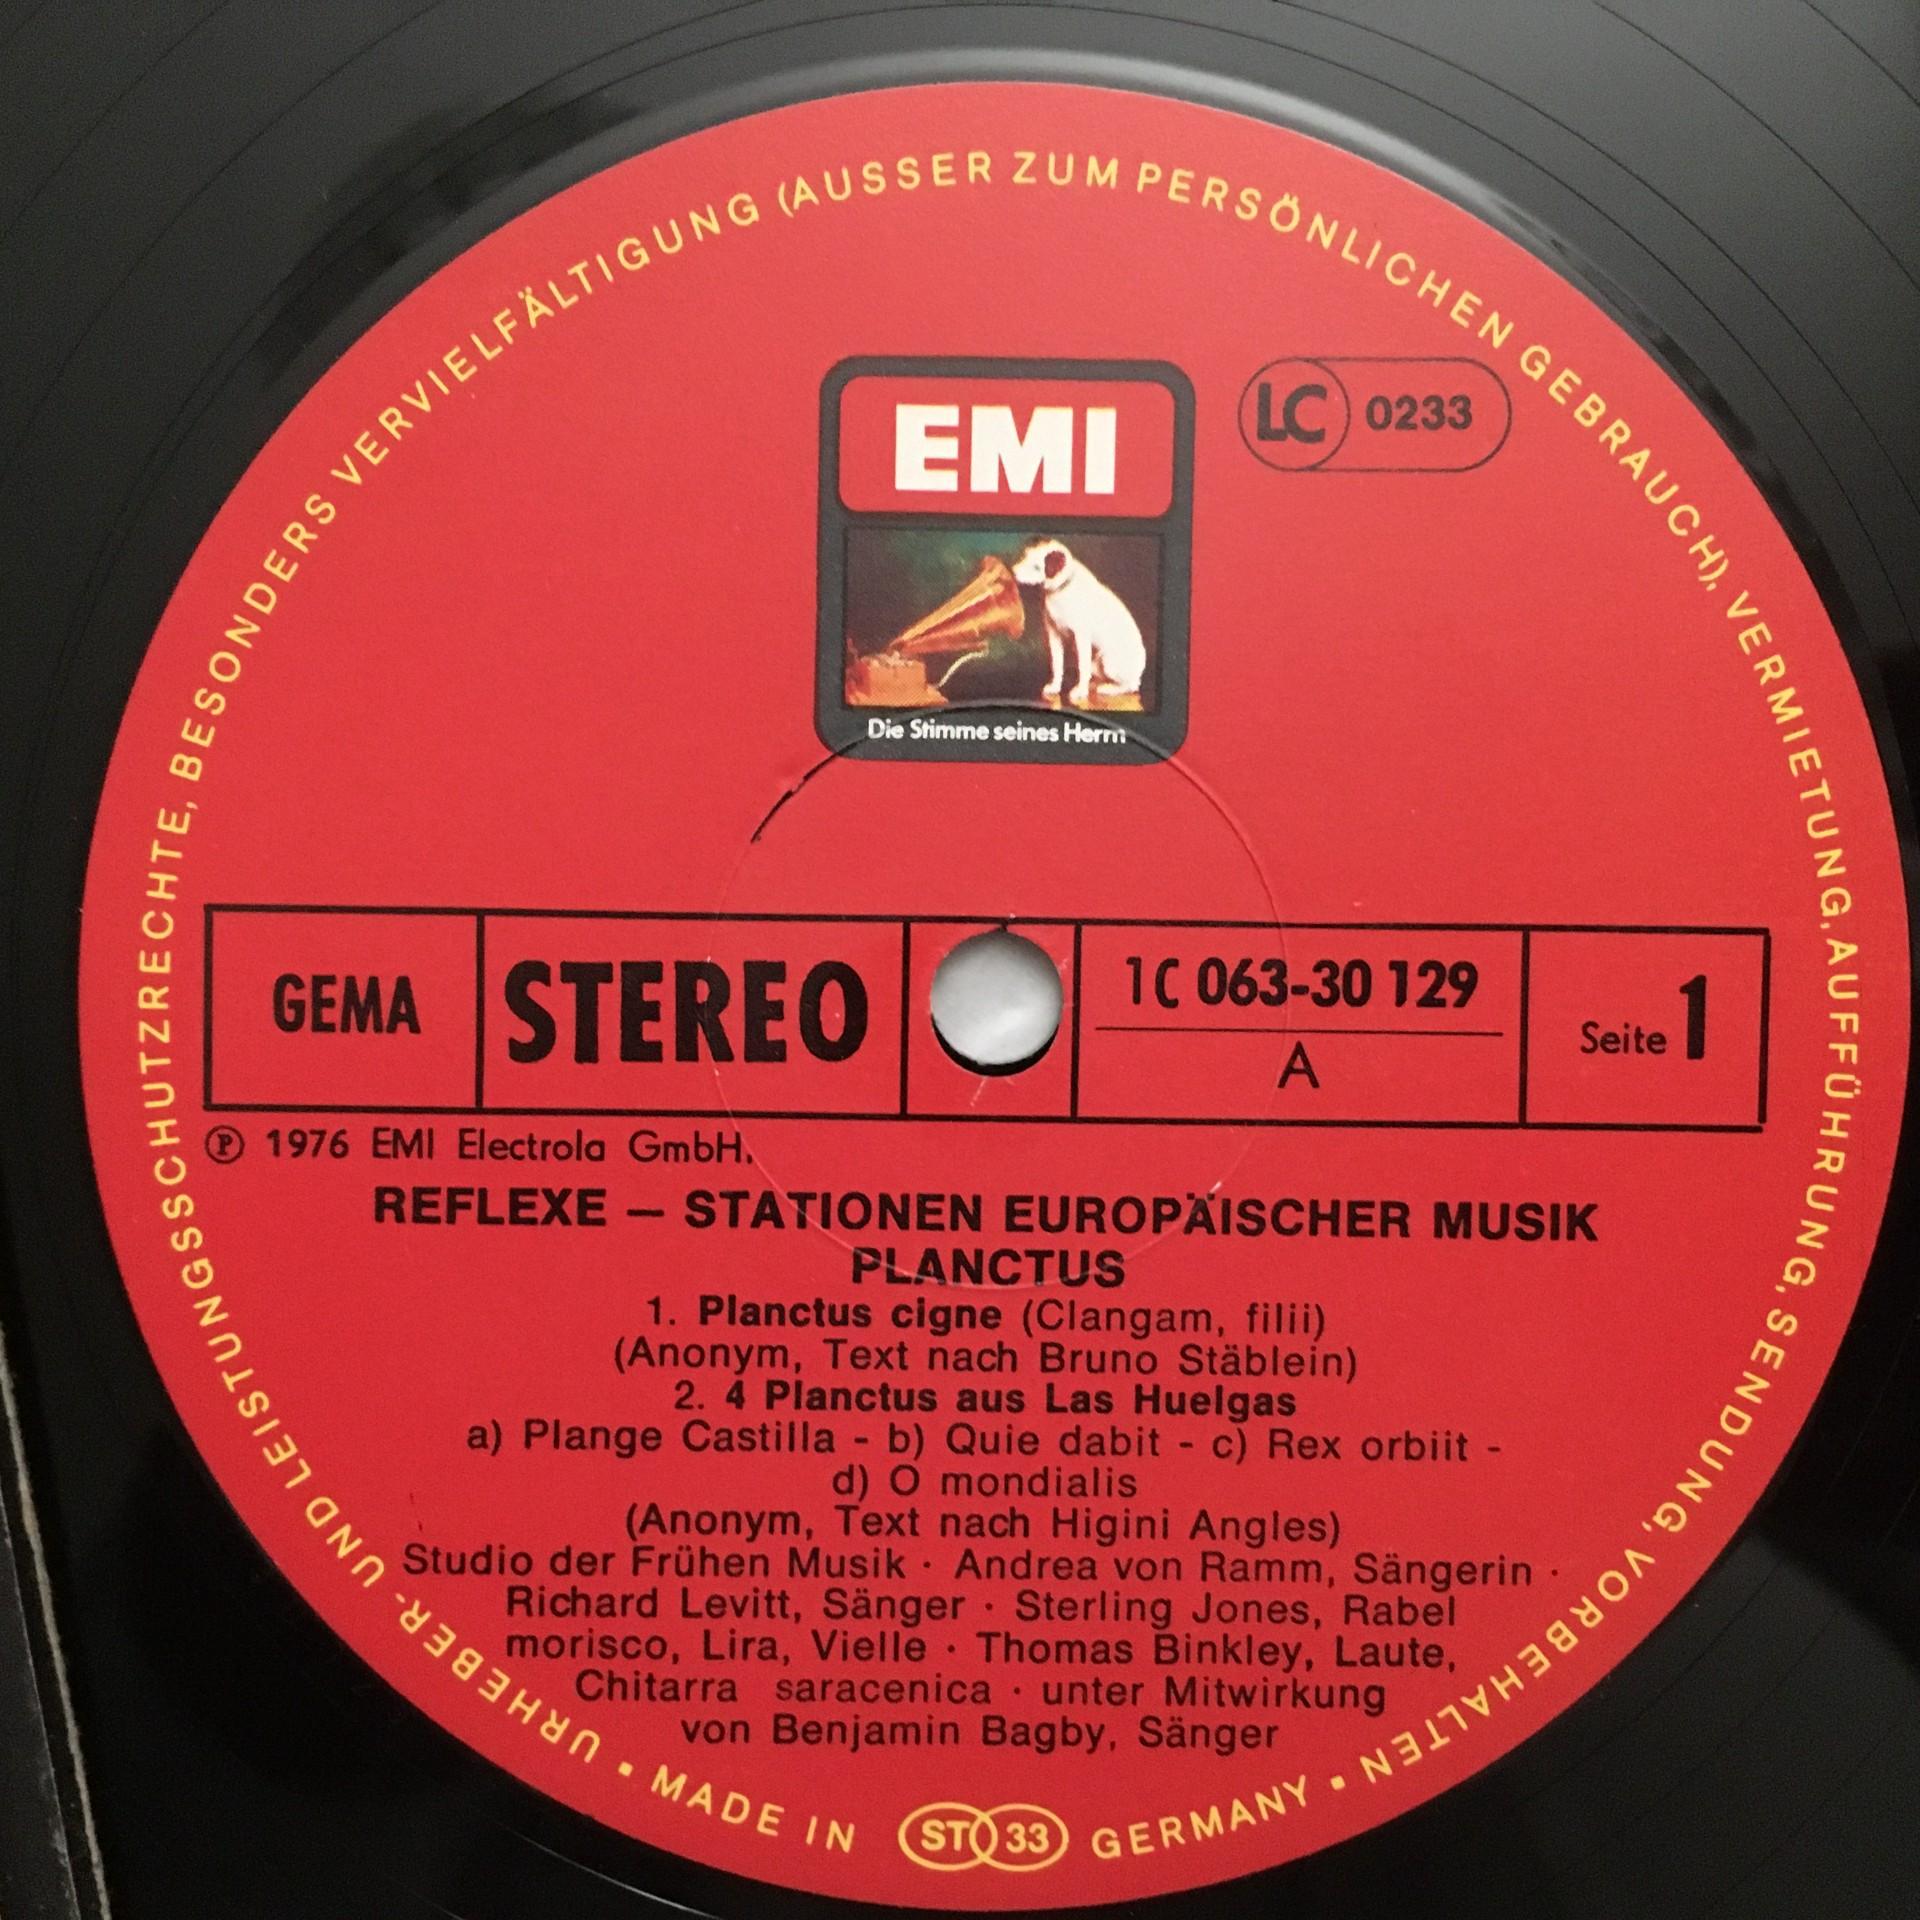 URHEBER- UND LEISTUNGSSCHUTZRECHTE, BESONDERS VERVIELFÄLTIGUNG (AUSSER ZUM PERSÖNLICHEN GEBRAUCH), VERMIETUNG, AUFFÜHRUNG, SENDUNG, VORBEHALTEN ▪
EMI
LC 0233
Die Stimme seines Herrn
GEMA
STEREO
1C 063-30 129
A
Seite 1
Ⓟ 1976 EMI Electrola GmbH.
REFLEXE — STATIONEN EUROPÄISCHER MUSIK
PLANCTUS
1. Planctus cigne (Clangam, filii)
(Anonym, Text nach Bruno Stäblein)
2. 4 Planctus aus Las Huelgas
a) Plange Castilla - b) Quie dabit - c) Rex orbiit -
d) O mondialis
(Anonym, Text nach Higini Angles)
Studio der Frühen Musik · Andrea von Ramm, Sängerin ·
Richard Levitt, Sänger · Sterling Jones, Rabel
morisco, Lira, Vielle · Thomas Binkley, Laute,
Chitarra saracenica · unter Mitwirkung
von Benjamin Bagby, Sänger
▪ MADE IN ST 33 GERMANY